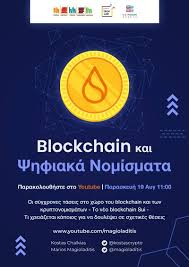 Blockchain και
Ψηφιακά Νομίσματα
Παρακολουθήστε στο Youtube | Παρασκευή 19 Αυγ 11:00
Οι σύγχρονες τάσεις στο χώρο του blockchain και των
κρυπτονομισμάτων - Το νέο blockchain Sui -
Τι χρειάζεται κάποιος για να δουλέψει σε σχετικές θέσεις
www.youtube.com/magioladitis
Kostas Chalkias
@kostascrypto
Marios Magioladitis
@magioladitis